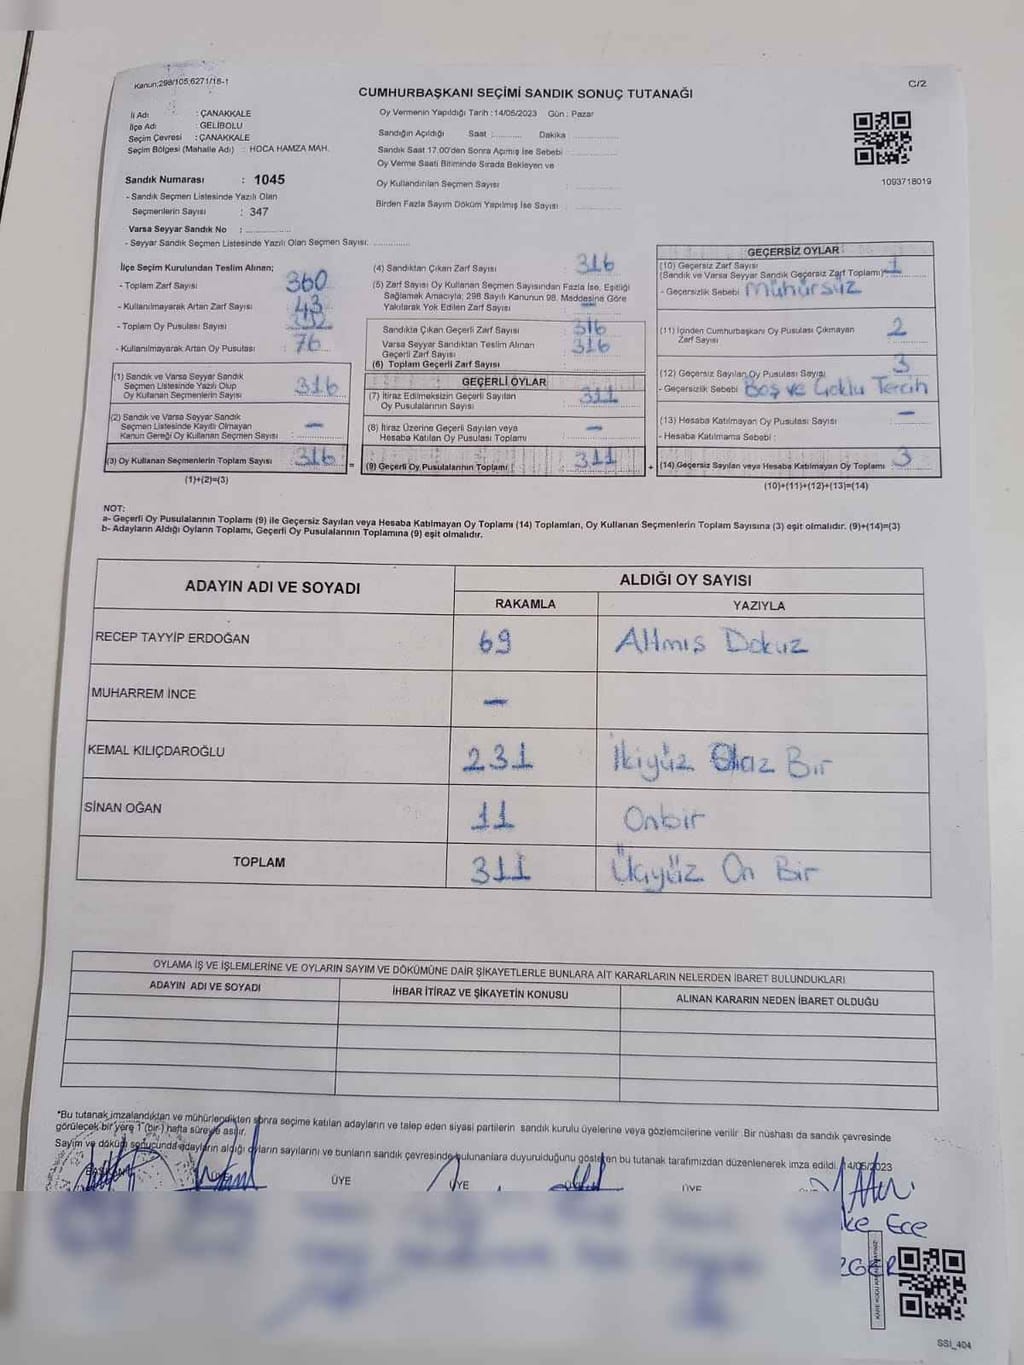 Kanun:298/105,6271/18-1
C/2
CUMHURBAŞKANI SEÇİMİ SANDIK SONUÇ TUTANAĞI
İl Adı : ÇANAKKALE
İlçe Adı : GELİBOLU
Seçim Çevresi : ÇANAKKALE
Seçim Bölgesi (Mahalle Adı) : HOCA HAMZA MAH.
Oy Vermenin Yapıldığı Tarih : 14/05/2023 Gün : Pazar
Sandığın Açıldığı Saat :.......... Dakika ..............
Sandık Saat 17.00'den Sonra Açımış İse Sebebi ..............
Oy Verme Saati Bitiminde Sırada Bekleyen ve
Oy Kullandırılan Seçmen Sayısı : ..............
Birden Fazla Sayım Döküm Yapılmış İse Sayısı : ..............
1093718019
Sandık Numarası : 1045
- Sandık Seçmen Listesinde Yazılı Olan
Seçmenlerin Sayısı : 347
Varsa Seyyar Sandık No : ..............
- Seyyar Sandık Seçmen Listesinde Yazılı Olan Seçmen Sayısı: ..............
İlçe Seçim Kurulundan Teslim Alınan;
- Toplam Zarf Sayısı : 360
- Kullanılmayarak Artan Zarf Sayısı : 43
- Toplam Oy Pusulası Sayısı :
- Kullanılmayarak Artan Oy Pusulası : 76
(1) Sandık ve Varsa Seyyar Sandık
Seçmen Listesinde Yazılı Olup
Oy Kullanan Seçmenlerin Sayısı : 316
(2) Sandık ve Varsa Seyyar Sandık
Seçmen Listesinde Kayıtlı Olmayan
Kanun Gereği Oy Kullanan Seçmen Sayısı : –
(3) Oy Kullanan Seçmenlerin Toplam Sayısı : 316
(1)+(2)=(3)
(4) Sandıktan Çıkan Zarf Sayısı : 316
(5) Zarf Sayısı Oy Kullanan Seçmen Sayısından Fazla İse, Eşitliği
Sağlamak Amacıyla; 298 Sayılı Kanunun 98. Maddesine Göre
Yakılarak Yok Edilen Zarf Sayısı : –
Sandıkta Çıkan Geçerli Zarf Sayısı : 316
Varsa Seyyar Sandıktan Teslim Alınan
Geçerli Zarf Sayısı : 316
(6) Toplam Geçerli Zarf Sayısı
GEÇERLİ OYLAR
(7) İtiraz Edilmeksizin Geçerli Sayılan
Oy Pusulalarının Sayısı : 311
(8) İtiraz Üzerine Geçerli Sayılan veya
Hesaba Katılan Oy Pusulası Toplamı : –
= (9) Geçerli Oy Pusulalarının Toplamı : 311
GEÇERSİZ OYLAR
(10) Geçersiz Zarf Sayısı
(Sandık ve Varsa Seyyar Sandık Geçersiz Zarf Toplamı) 1
- Geçersizlik Sebebi Mühürsüz
(11) İçinden Cumhurbaşkanı Oy Pusulası Çıkmayan
Zarf Sayısı 2
(12) Geçersiz Sayılan Oy Pusulası Sayısı 3
- Geçersizlik Sebebi Boş ve Çoklu Tercih
(13) Hesaba Katılmayan Oy Pusulası Sayısı –
- Hesaba Katılmama Sebebi :
+ (14) Geçersiz Sayılan veya Hesaba Katılmayan Oy Toplamı 3
(10)+(11)+(12)+(13)=(14)
NOT:
a- Geçerli Oy Pusulalarının Toplamı (9) ile Geçersiz Sayılan veya Hesaba Katılmayan Oy Toplamı (14) Toplamları, Oy Kullanan Seçmenlerin Toplam Sayısına (3) eşit olmalıdır. (9)+(14)=(3)
b- Adayların Aldığı Oyların Toplamı, Geçerli Oy Pusulalarının Toplamına (9) eşit olmalıdır.
ADAYIN ADI VE SOYADI
ALDIĞI OY SAYISI
RAKAMLA YAZIYLA
RECEP TAYYİP ERDOĞAN 69 Altmıs Dokuz
MUHARREM İNCE –
KEMAL KILIÇDAROĞLU 231 İkiyüz Otuz Bir
SİNAN OĞAN 11 Onbir
TOPLAM 311 Üçyüz On Bir
OYLAMA İŞ VE İŞLEMLERİNE VE OYLARIN SAYIM VE DÖKÜMÜNE DAİR ŞİKAYETLERLE BUNLARA AİT KARARLARIN NELERDEN İBARET BULUNDUKLARI
ADAYIN ADI VE SOYADI İHBAR İTİRAZ VE ŞİKAYETİN KONUSU ALINAN KARARIN NEDEN İBARET OLDUĞU
*Bu tutanak imzalandıktan ve mühürlendikten sonra seçime katılan adayların ve talep eden siyasi partilerin sandık kurulu üyelerine veya gözlemcilerine verilir. Bir nüshası da sandık çevresinde
görülecek bir yere 1 (bir) hafta süreyle asılır.
Sayım ve döküm sonucunda adayların aldığı oyların sayılarını ve bunların sandık çevresinde bulunanlara duyurulduğunu gösteren bu tutanak tarafımızdan düzenlenerek imza edildi. 14/05/2023
BAŞKAN ÜYE ÜYE ÜYE
Ece
SSİ_404